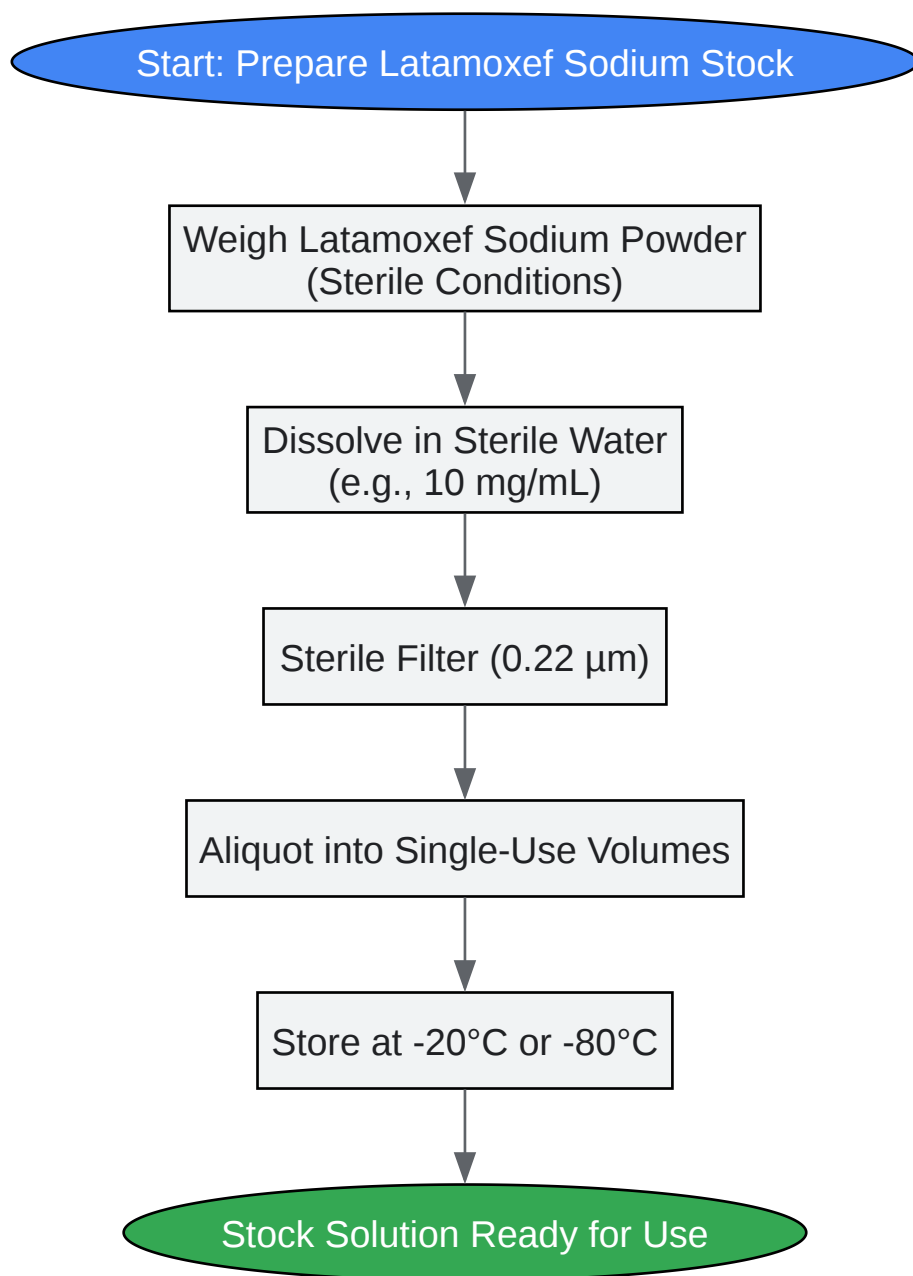 Start: Prepare Latamoxef Sodium Stock
Weigh Latamoxef Sodium Powder
(Sterile Conditions)
Dissolve in Sterile Water
(e.g., 10 mg/mL)
Sterile Filter (0.22 µm)
Aliquot into Single-Use Volumes
Store at -20°C or -80°C
Stock Solution Ready for Use